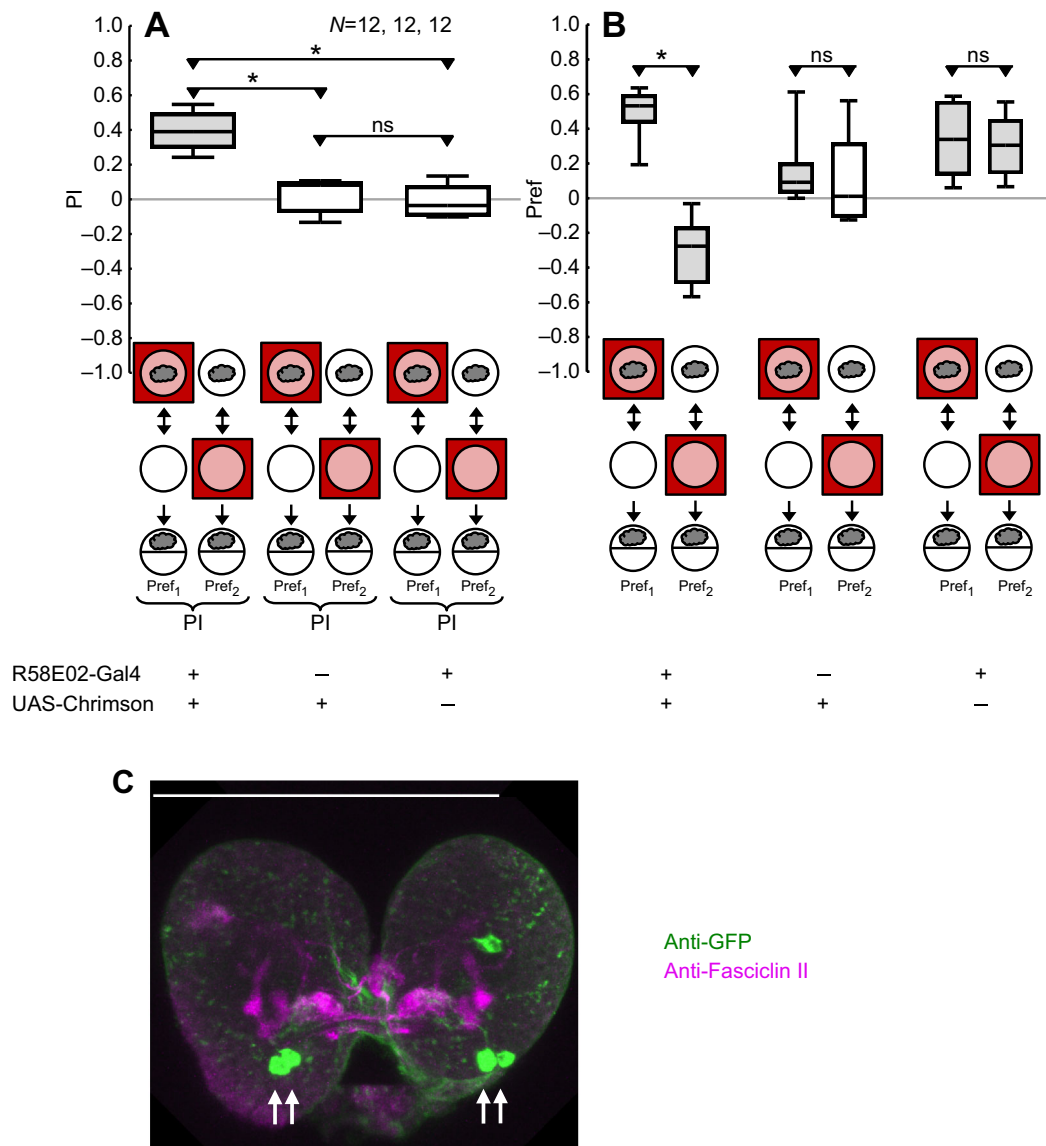 A
N=12, 12, 12
PI
1.0
0.8
0.6
0.4
0.2
0
–0.2
–0.4
–0.6
–0.8
–1.0
*
*
ns
Pref1 Pref2 Pref1 Pref2 Pref1 Pref2
PI PI PI
B
Pref
1.0
0.8
0.6
0.4
0.2
0
–0.2
–0.4
–0.6
–0.8
–1.0
* ns ns
Pref1 Pref2 Pref1 Pref2 Pref1 Pref2
R58E02-Gal4 + – + + – +
UAS-Chrimson + + – + + –
C
Anti-GFP
Anti-Fasciclin II